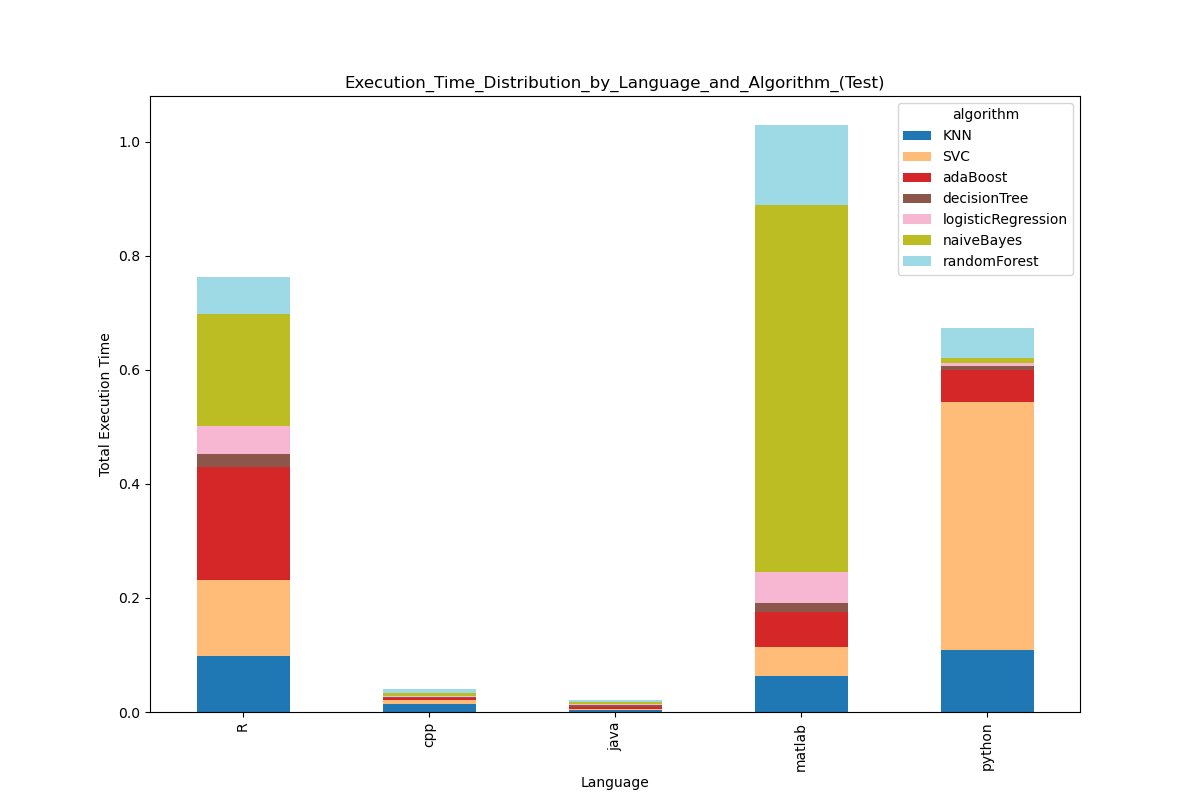 Execution_Time_Distribution_by_Language_and_Algorithm_(Test)
algorithm
KNN
SVC
adaBoost
decisionTree
logisticRegression
naiveBayes
randomForest
Total Execution Time
1.0
0.8
0.6
0.4
0.2
0.0
R
cpp
java
matlab
python
Language